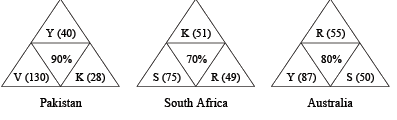 Y (40) K (51) R (55)
90% 70% 80%
V (130) K (28) S (75) R (49) Y (87) S (50)
Pakistan South Africa Australia